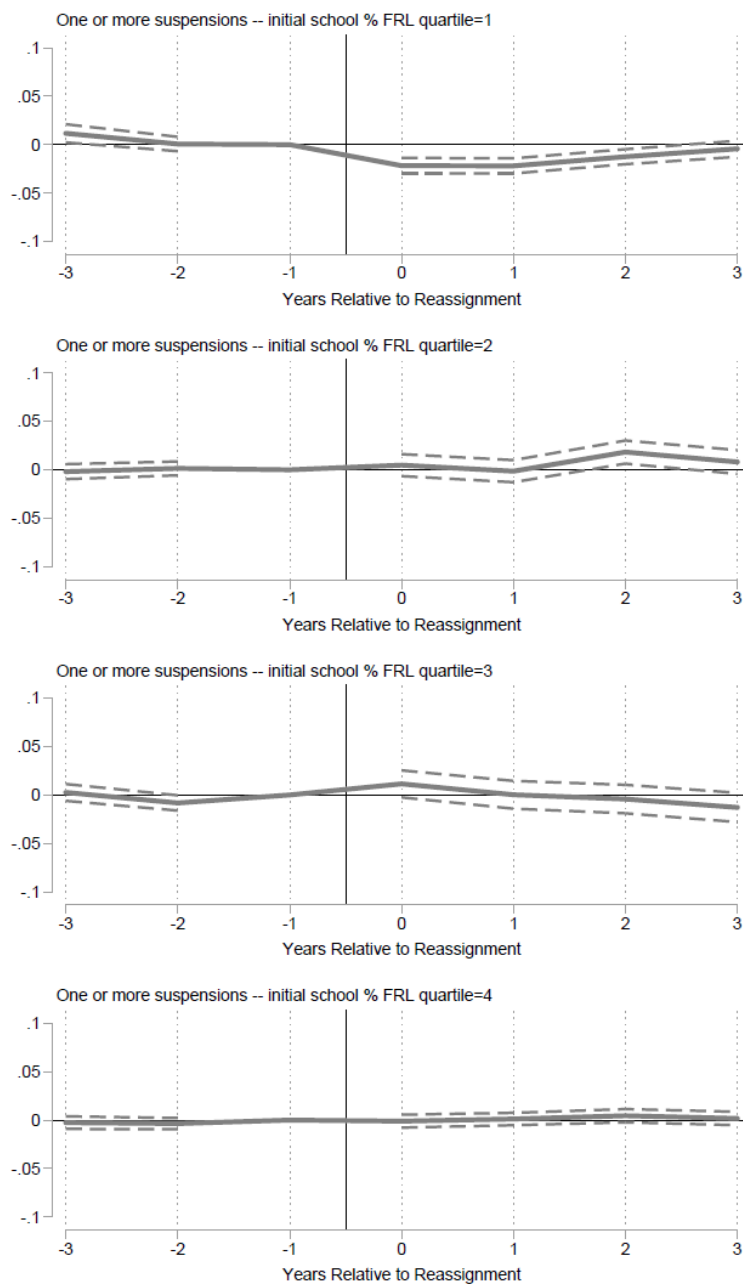 One or more suspensions -- initial school % FRL quartile=1
.1
.05
0
-.05
-.1
-3 -2 -1 0 1 2 3
Years Relative to Reassignment
One or more suspensions -- initial school % FRL quartile=2
.1
.05
0
-.05
-.1
-3 -2 -1 0 1 2 3
Years Relative to Reassignment
One or more suspensions -- initial school % FRL quartile=3
.1
.05
0
-.05
-.1
-3 -2 -1 0 1 2 3
Years Relative to Reassignment
One or more suspensions -- initial school % FRL quartile=4
.1
.05
0
-.05
-.1
-3 -2 -1 0 1 2 3
Years Relative to Reassignment